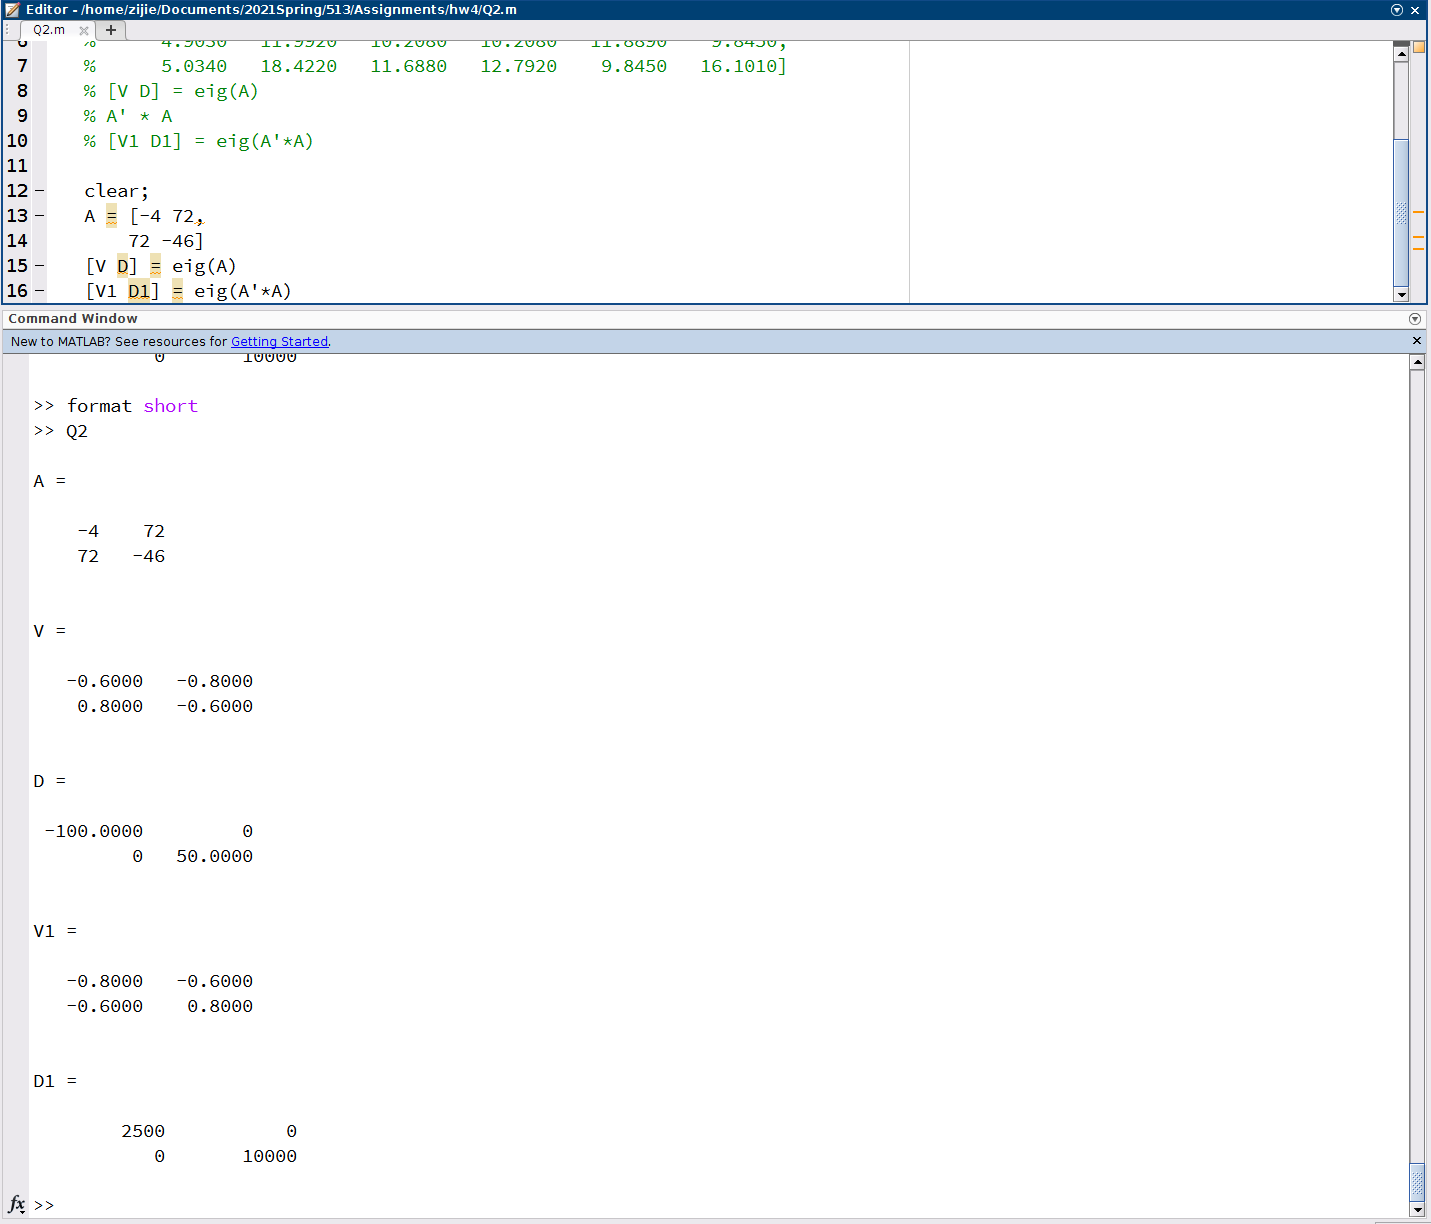 Editor - /home/zijie/Documents/2021Spring/513/Assignments/hw4/Q2.m
Q2.m × +
6 % 4.9030 11.9920 10.2080 10.2080 11.8890 9.8450;
7 % 5.0340 18.4220 11.6880 12.7920 9.8450 16.1010]
8 % [V D] = eig(A)
9 % A' * A
10 % [V1 D1] = eig(A'*A)
11
12 – clear;
13 – A = [-4 72,
14 72 -46]
15 – [V D] = eig(A)
16 – [V1 D1] = eig(A'*A)
Command Window
New to MATLAB? See resources for Getting Started.
0 10000
>> format short
>> Q2
A =
-4 72
72 -46
V =
-0.6000 -0.8000
0.8000 -0.6000
D =
-100.0000 0
0 50.0000
V1 =
-0.8000 -0.6000
-0.6000 0.8000
D1 =
2500 0
0 10000
fx >>